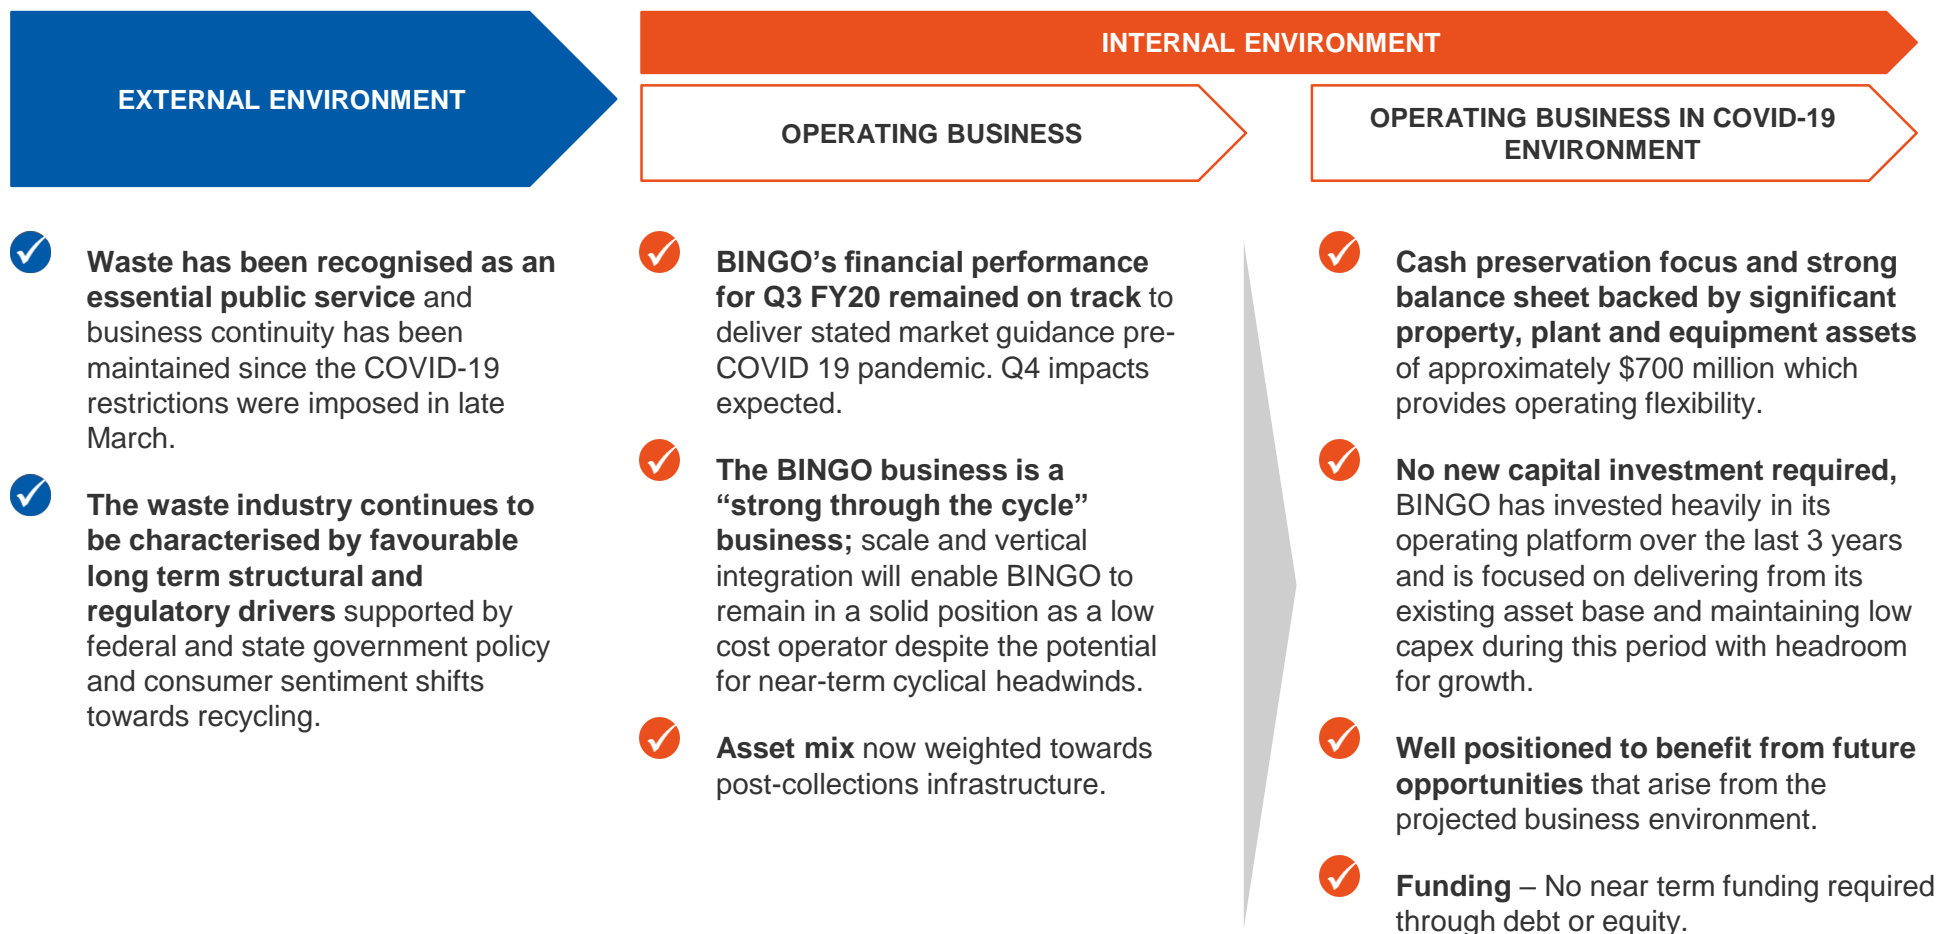 EXTERNAL ENVIRONMENT
INTERNAL ENVIRONMENT
OPERATING BUSINESS
OPERATING BUSINESS IN COVID-19
ENVIRONMENT
Waste has been recognised as an
essential public service and
business continuity has been
maintained since the COVID-19
restrictions were imposed in late
March.
The waste industry continues to
be characterised by favourable
long term structural and
regulatory drivers supported by
federal and state government policy
and consumer sentiment shifts
towards recycling.
BINGO’s financial performance
for Q3 FY20 remained on track to
deliver stated market guidance pre-
COVID 19 pandemic. Q4 impacts
expected.
The BINGO business is a
“strong through the cycle”
business; scale and vertical
integration will enable BINGO to
remain in a solid position as a low
cost operator despite the potential
for near-term cyclical headwinds.
Asset mix now weighted towards
post-collections infrastructure.
Cash preservation focus and strong
balance sheet backed by significant
property, plant and equipment assets
of approximately $700 million which
provides operating flexibility.
No new capital investment required,
BINGO has invested heavily in its
operating platform over the last 3 years
and is focused on delivering from its
existing asset base and maintaining low
capex during this period with headroom
for growth.
Well positioned to benefit from future
opportunities that arise from the
projected business environment.
Funding – No near term funding required
through debt or equity.